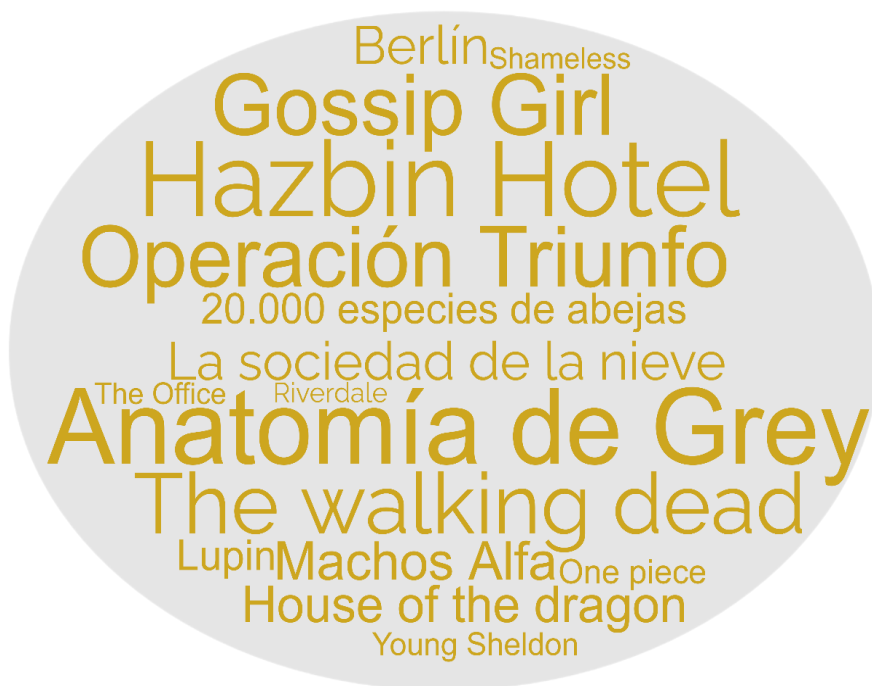 Berlín Shameless
Gossip Girl
Hazbin Hotel
Operación Triunfo
20.000 especies de abejas
La sociedad de la nieve
The Office Riverdale
Anatomía de Grey
The walking dead
Lupin Machos Alfa One piece
House of the dragon
Young Sheldon